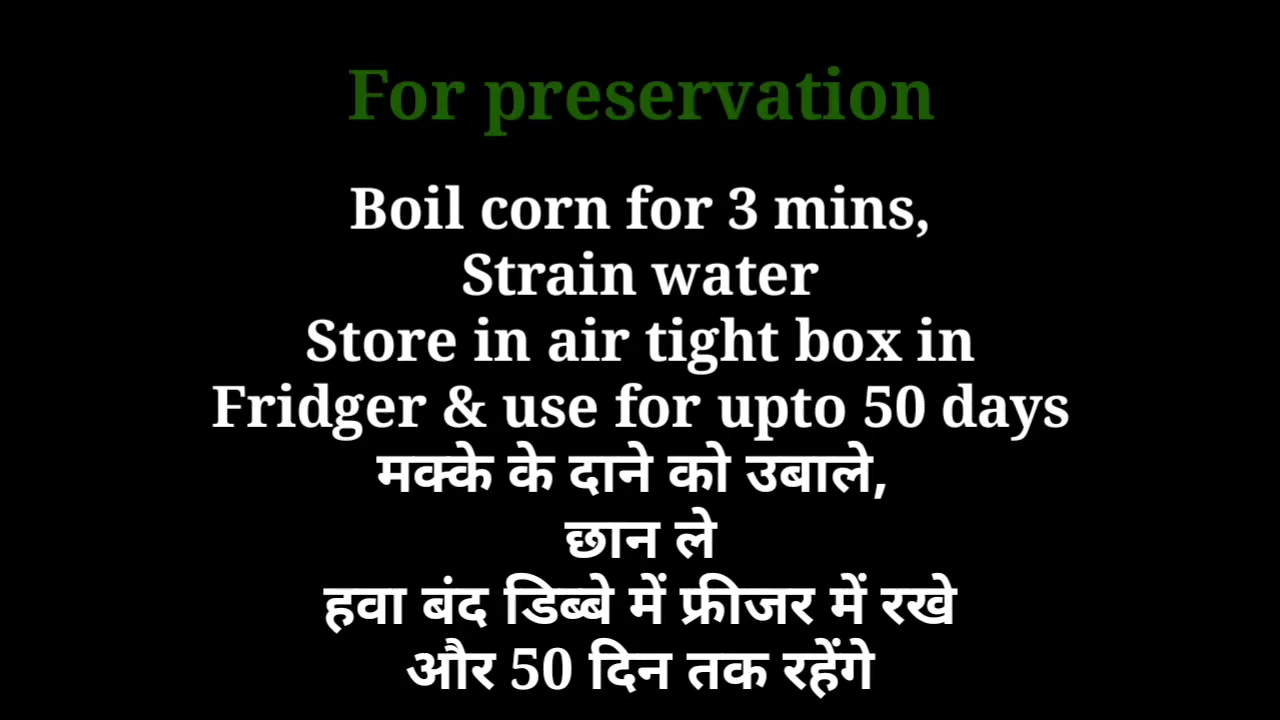 For preservation
Boil corn for 3 mins,
Strain water
Store in air tight box in
Fridger & use for upto 50 days
मक्के के दाने को उबाले,
छान ले
हवा बंद डिब्बे में फ्रीजर में रखे
और 50 दिन तक रहेंगे